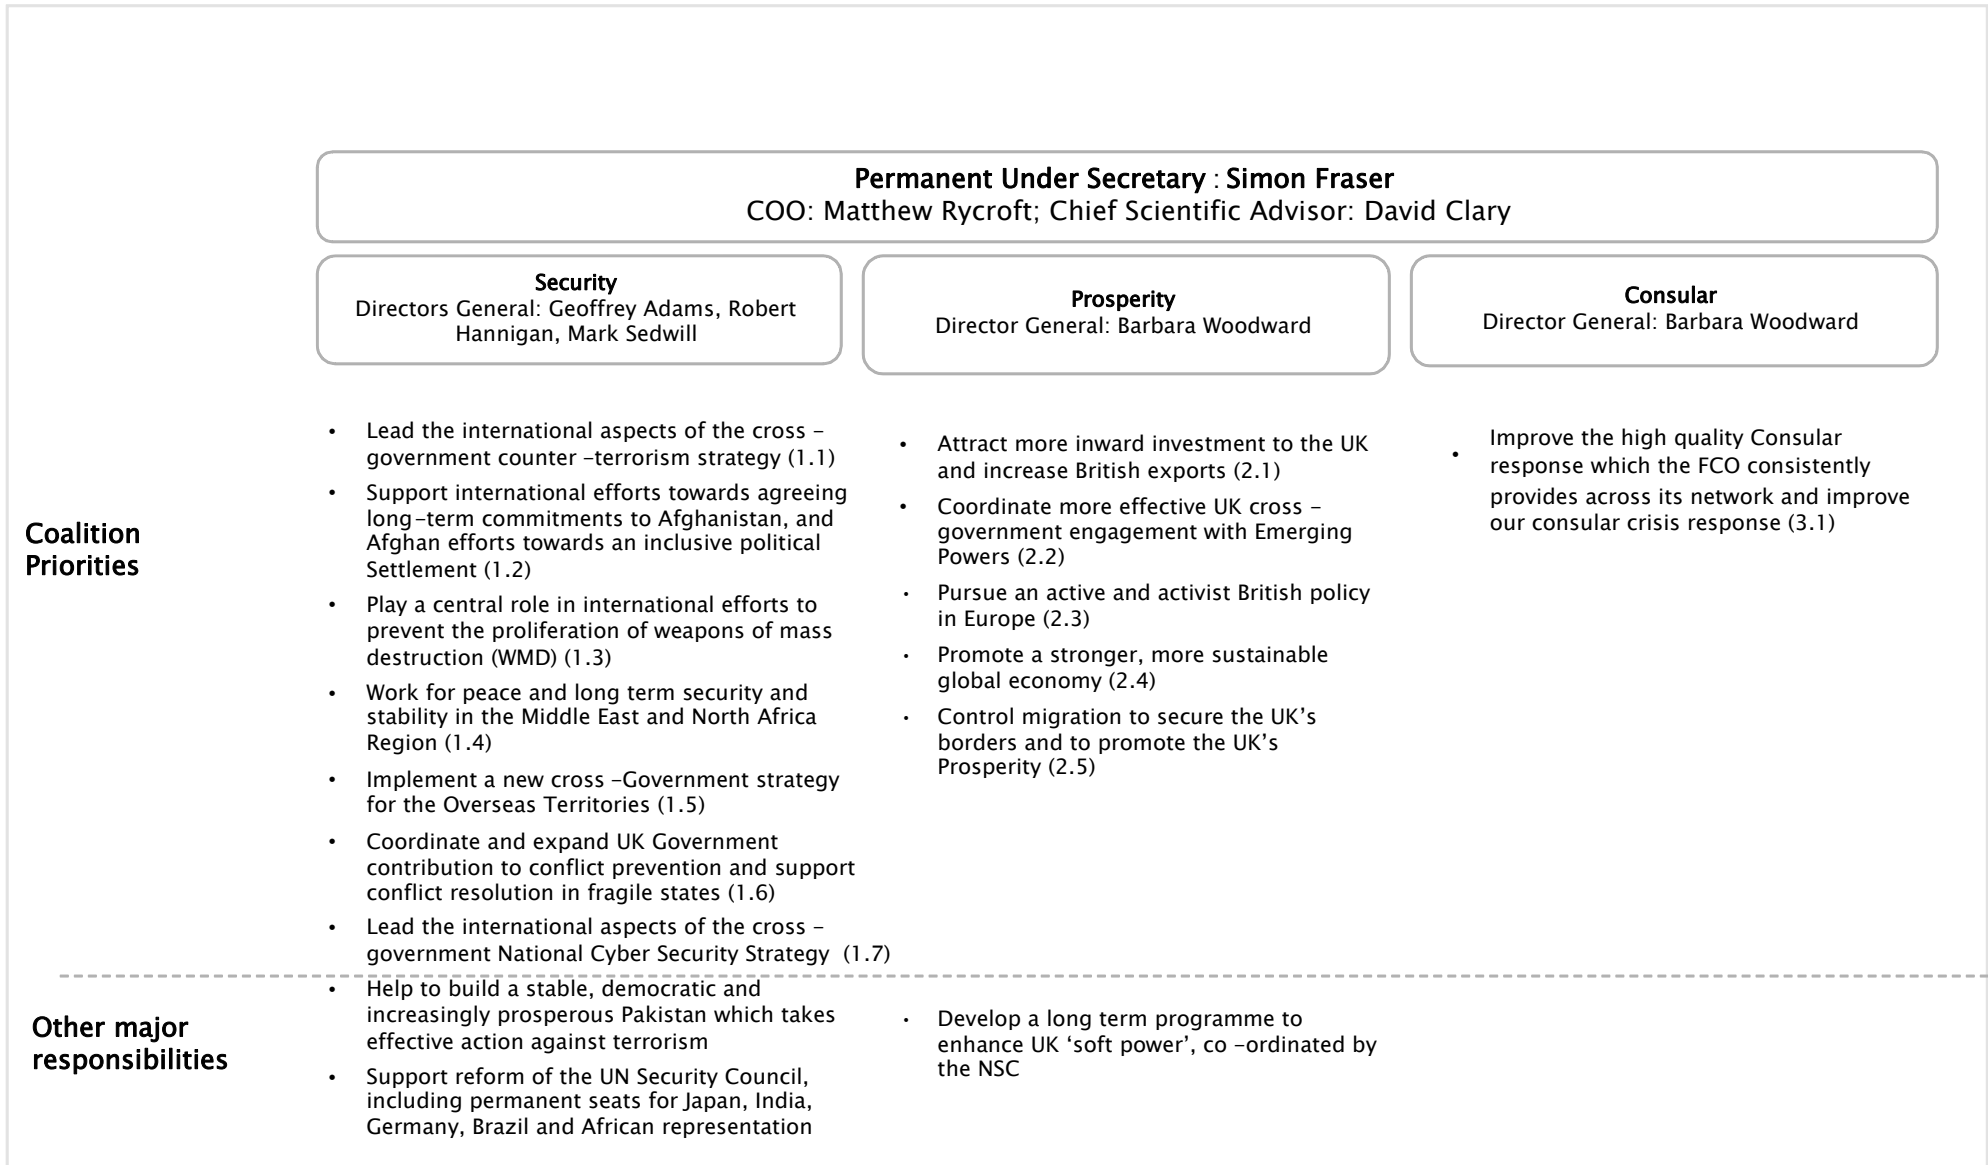 Permanent Under Secretary : Simon Fraser
COO: Matthew Rycroft; Chief Scientific Advisor: David Clary
Security
Directors General: Geoffrey Adams, Robert
Hannigan, Mark Sedwill
Prosperity
Director General: Barbara Woodward
Consular
Director General: Barbara Woodward
Coalition
Priorities
• Lead the international aspects of the cross –
government counter –terrorism strategy (1.1)
• Support international efforts towards agreeing
long–term commitments to Afghanistan, and
Afghan efforts towards an inclusive political
Settlement (1.2)
• Play a central role in international efforts to
prevent the proliferation of weapons of mass
destruction (WMD) (1.3)
• Work for peace and long term security and
stability in the Middle East and North Africa
Region (1.4)
• Implement a new cross –Government strategy
for the Overseas Territories (1.5)
• Coordinate and expand UK Government
contribution to conflict prevention and support
conflict resolution in fragile states (1.6)
• Lead the international aspects of the cross –
government National Cyber Security Strategy (1.7)
• Attract more inward investment to the UK
and increase British exports (2.1)
• Coordinate more effective UK cross –
government engagement with Emerging
Powers (2.2)
• Pursue an active and activist British policy
in Europe (2.3)
• Promote a stronger, more sustainable
global economy (2.4)
• Control migration to secure the UK’s
borders and to promote the UK’s
Prosperity (2.5)
• Improve the high quality Consular
response which the FCO consistently
provides across its network and improve
our consular crisis response (3.1)
Other major
responsibilities
• Help to build a stable, democratic and
increasingly prosperous Pakistan which takes
effective action against terrorism
• Support reform of the UN Security Council,
including permanent seats for Japan, India,
Germany, Brazil and African representation
• Develop a long term programme to
enhance UK ‘soft power’, co –ordinated by
the NSC